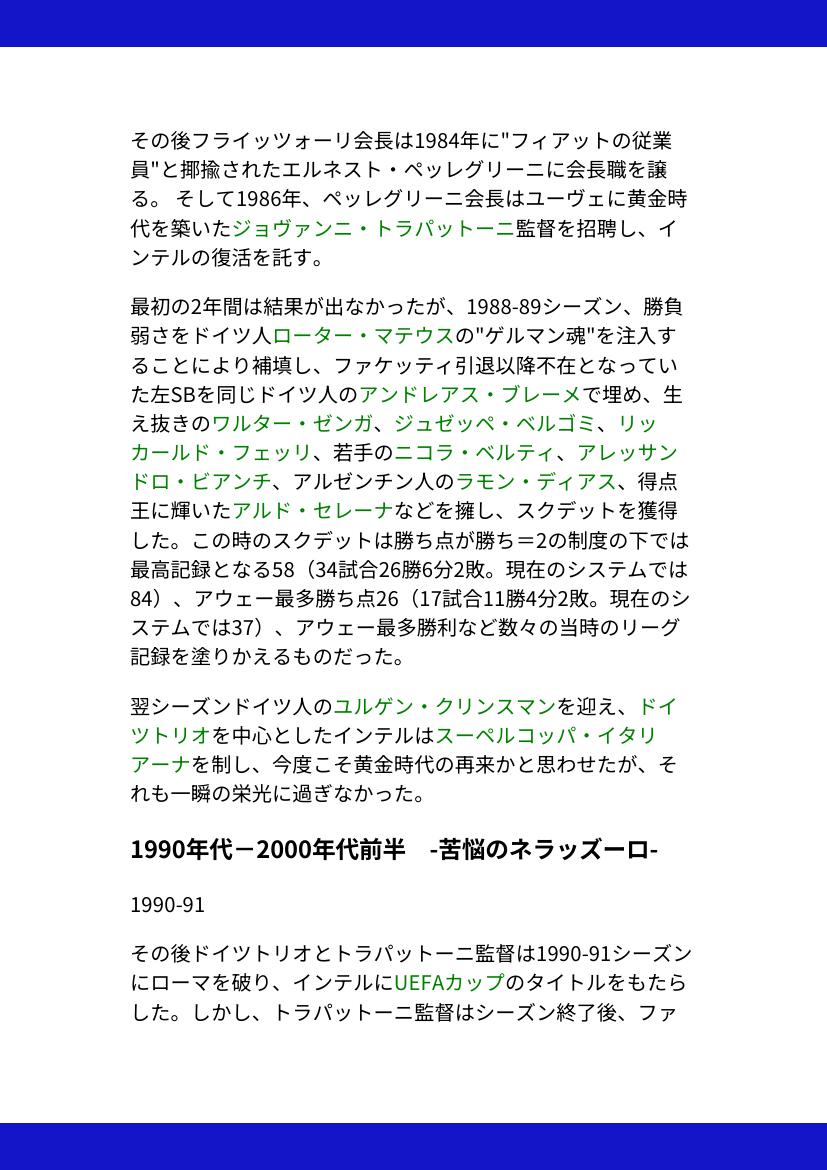 その後フライッツォーリ会長は1984年に"フィアットの従業
員"と揶揄されたエルネスト・ペッレグリーニに会長職を譲
る。 そして1986年、ペッレグリーニ会長はユーヴェに黄金時
代を築いたジョヴァンニ・トラパットーニ監督を招聘し、イ
ンテルの復活を託す。
最初の2年間は結果が出なかったが、1988-89シーズン、勝負
弱さをドイツ人ローター・マテウスの"ゲルマン魂"を注入す
ることにより補填し、ファケッティ引退以降不在となってい
た左SBを同じドイツ人のアンドレアス・ブレーメで埋め、生
え抜きのワルター・ゼンガ、ジュゼッペ・ベルゴミ、リッ
カールド・フェッリ、若手のニコラ・ベルティ、アレッサン
ドロ・ビアンチ、アルゼンチン人のラモン・ディアス、得点
王に輝いたアルド・セレーナなどを擁し、スクデットを獲得
した。この時のスクデットは勝ち点が勝ち＝2の制度の下では
最高記録となる58（34試合26勝6分2敗。現在のシステムでは
84）、アウェー最多勝ち点26（17試合11勝4分2敗。現在のシ
ステムでは37）、アウェー最多勝利など数々の当時のリーグ
記録を塗りかえるものだった。
翌シーズンドイツ人のユルゲン・クリンスマンを迎え、ドイ
ツトリオを中心としたインテルはスーペルコッパ・イタリ
アーナを制し、今度こそ黄金時代の再来かと思わせたが、そ
れも一瞬の栄光に過ぎなかった。
1990年代－2000年代前半　-苦悩のネラッズーロ-
1990-91
その後ドイツトリオとトラパットーニ監督は1990-91シーズン
にローマを破り、インテルにUEFAカップのタイトルをもたら
した。しかし、トラパットーニ監督はシーズン終了後、ファ